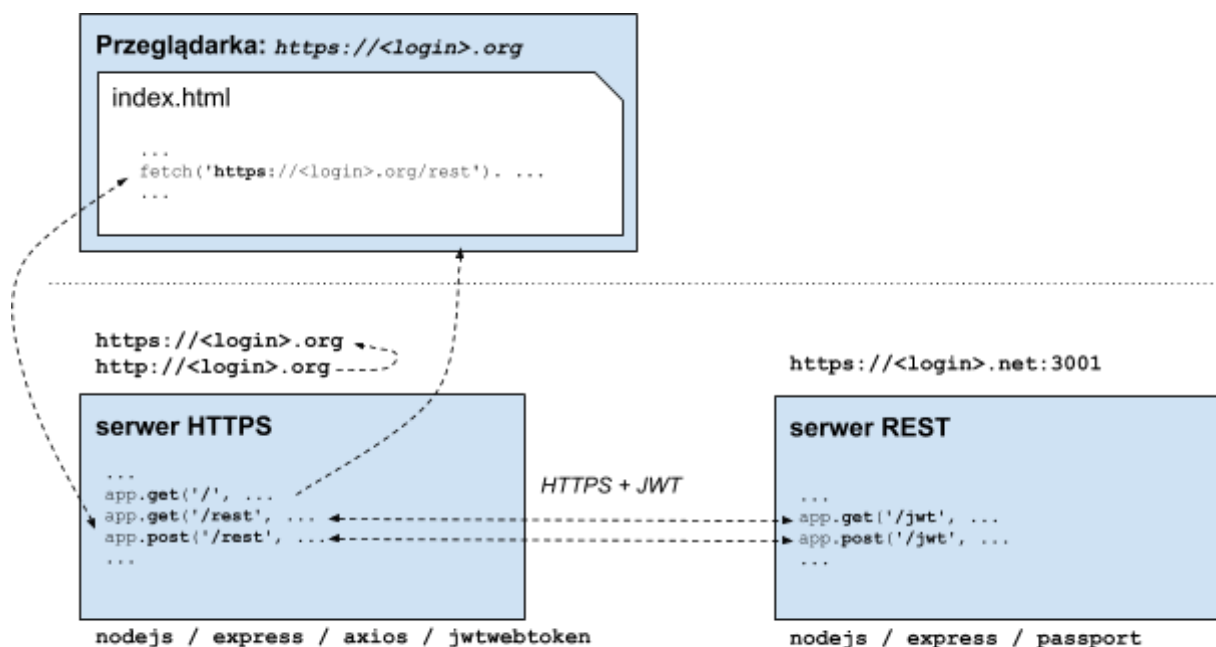 Przeglądarka: https://<login>.org
index.html
...
fetch('https://<login>.org/rest'). ...
...
https://<login>.org
http://<login>.org
serwer HTTPS
...
app.get('/', ...
app.get('/rest', ...
app.post('/rest', ...
...
nodejs / express / axios / jwtwebtoken
HTTPS + JWT
https://<login>.net:3001
serwer REST
...
app.get('/jwt', ...
app.post('/jwt', ...
...
nodejs / express / passport